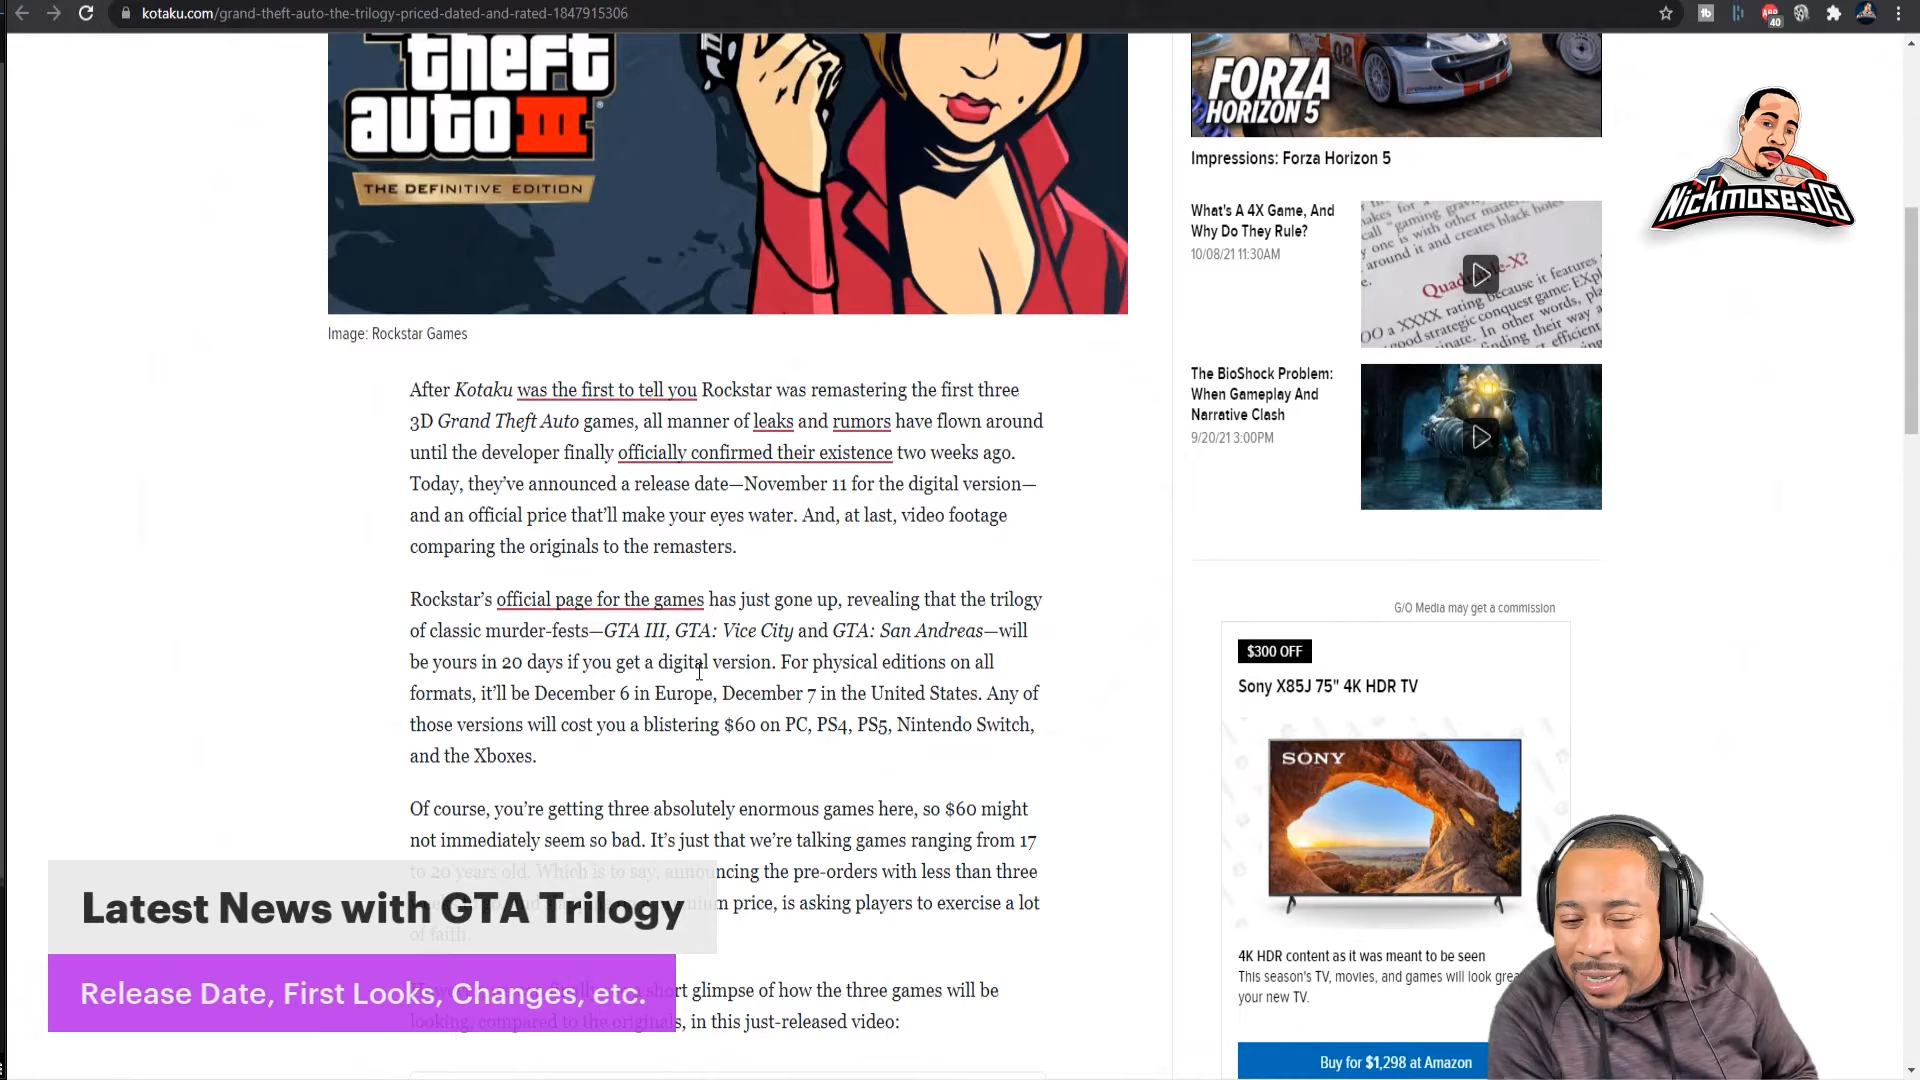 kotaku.com/grand-theft-auto-the-trilogy-priced-dated-and-rated-1847915306
40
theft
auto III
THE DEFINITIVE EDITION
Image: Rockstar Games
After Kotaku was the first to tell you Rockstar was remastering the first three
3D Grand Theft Auto games, all manner of leaks and rumors have flown around
until the developer finally officially confirmed their existence two weeks ago.
Today, they've announced a release date—November 11 for the digital version—
and an official price that'll make your eyes water. And, at last, video footage
comparing the originals to the remasters.
Rockstar's official page for the games has just gone up, revealing that the trilogy
of classic murder-fests—GTA III, GTA: Vice City and GTA: San Andreas—will
be yours in 20 days if you get a digital version. For physical editions on all
formats, it'll be December 6 in Europe, December 7 in the United States. Any of
those versions will cost you a blistering $60 on PC, PS4, PS5, Nintendo Switch,
and the Xboxes.
Of course, you're getting three absolutely enormous games here, so $60 might
not immediately seem so bad. It's just that we're talking games ranging from 17
to 20 years old. Which is to say, announcing the pre-orders with less than three
price, is asking players to exercise a lot
of faith.
short glimpse of how the three games will be
looking, compared to the originals, in this just-released video:
Latest News with GTA Trilogy
Release Date, First Looks, Changes, etc.
08
FORZA
HORIZON 5
Impressions: Forza Horizon 5
What's A 4X Game, And
Why Do They Rule?
10/08/21 11:30AM
The BioShock Problem:
When Gameplay And
Narrative Clash
9/20/21 3:00PM
G/O Media may get a commission
$300 OFF
Sony X85J 75" 4K HDR TV
SONY
4K HDR content as it was meant to be seen
This season's TV, movies, and games will look
your new TV.
Buy for $1,298 at Amazon
Nickmoses05